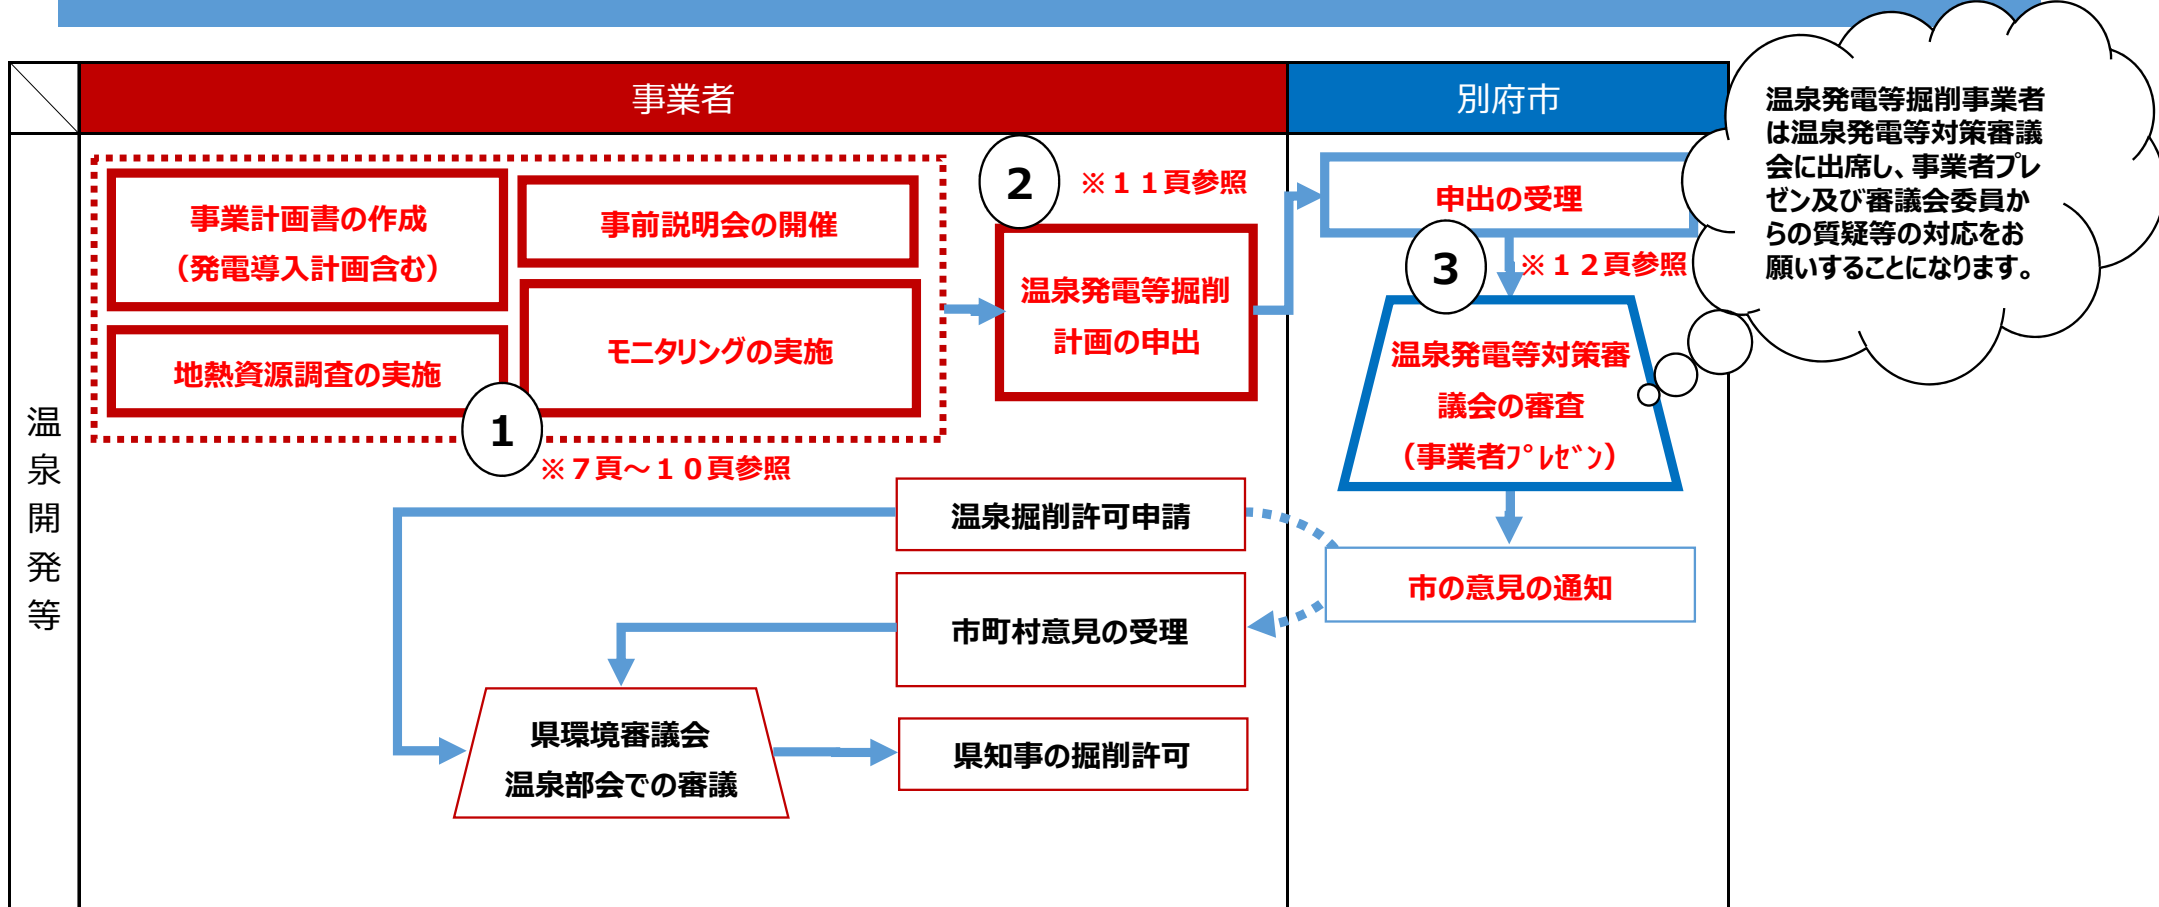 事業者
別府市
温泉発電等掘削事業者
は温泉発電等対策審議
会に出席し、事業者プレ
ゼン及び審議会委員か
らの質疑等の対応をお
願いすることになります。
温泉開発等
事業計画書の作成
（発電導入計画含む）
事前説明会の開催
地熱資源調査の実施
モニタリングの実施
1
※７頁～１０頁参照
2
※１１頁参照
温泉発電等掘削
計画の申出
申出の受理
3
※１２頁参照
温泉発電等対策審
議会の審査
（事業者ﾌﾟﾚｾﾞﾝ）
温泉掘削許可申請
市の意見の通知
市町村意見の受理
県環境審議会
温泉部会での審議
県知事の掘削許可